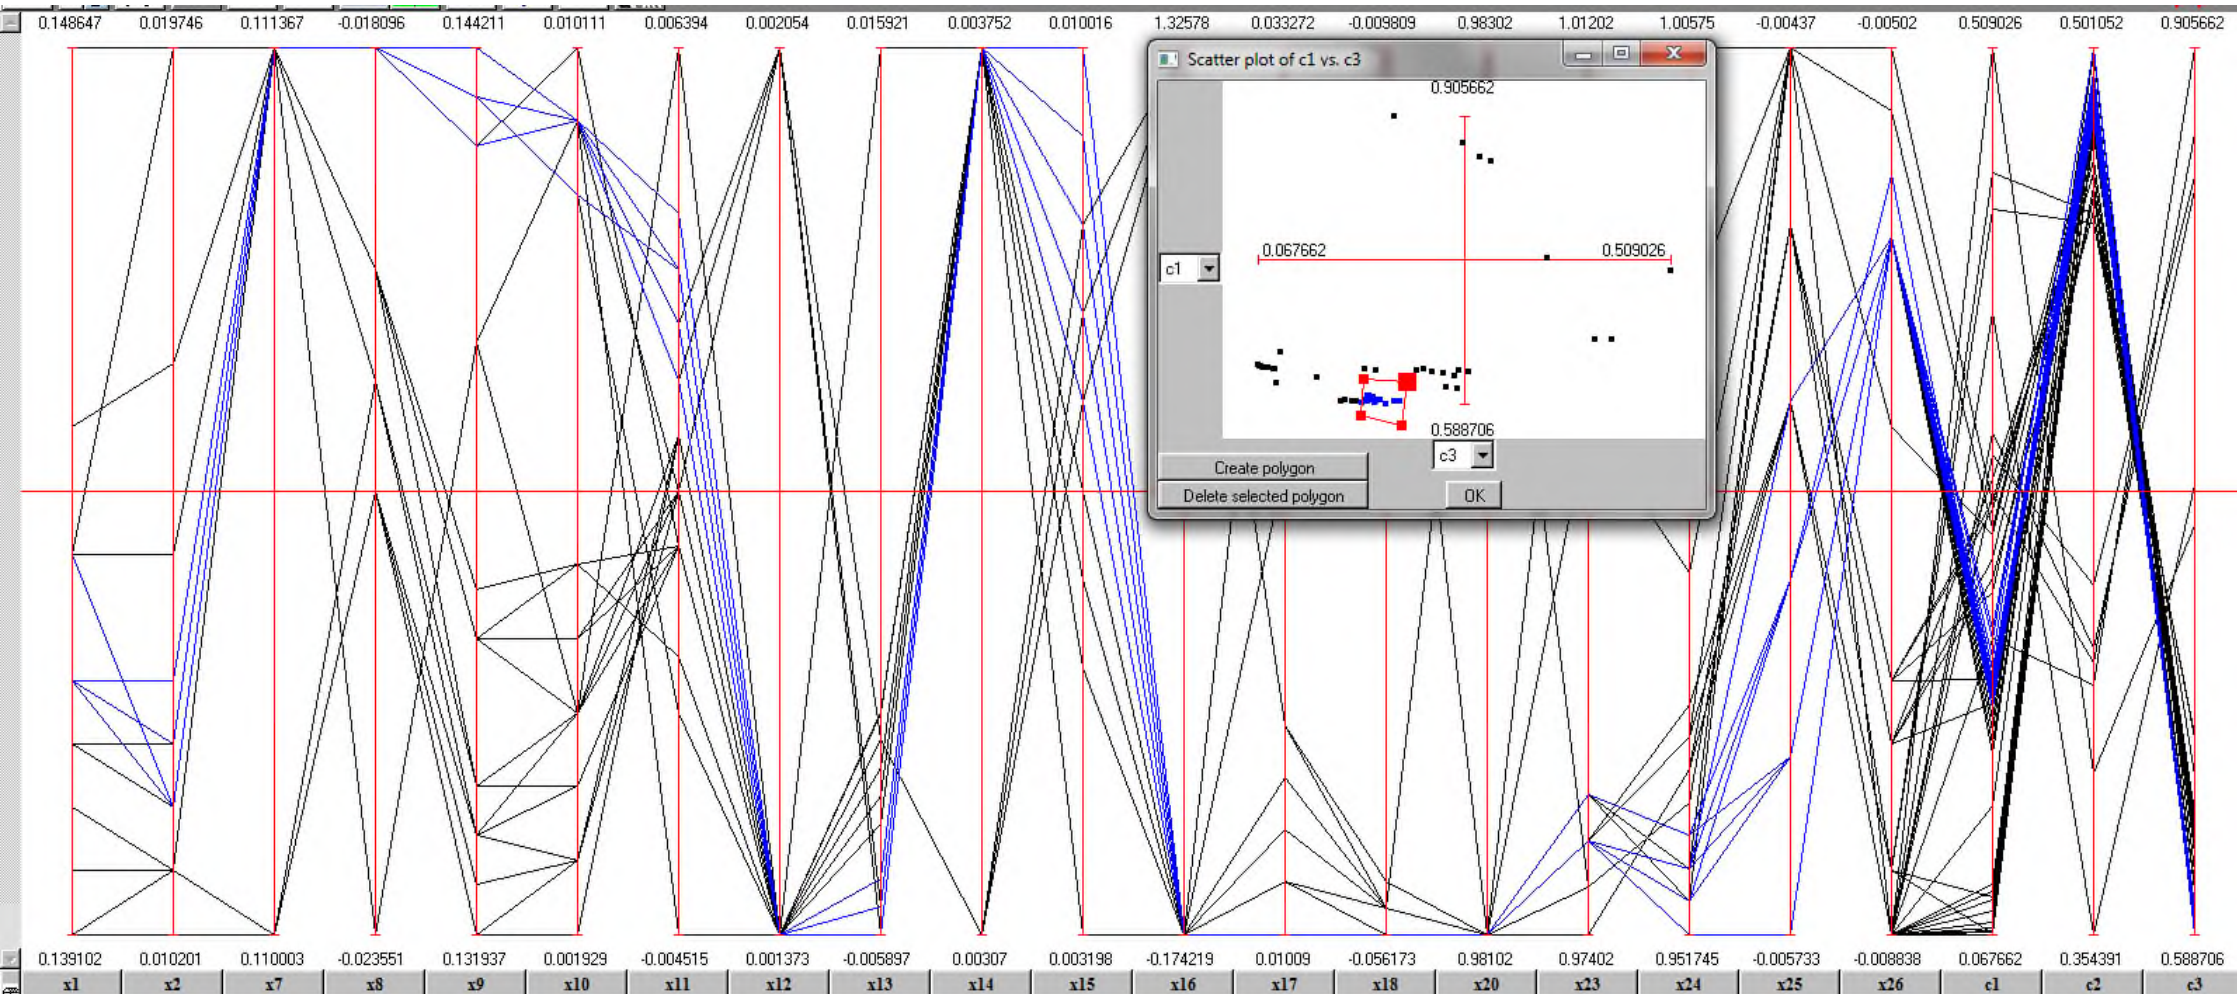 0.148647 0.019746 0.111367 -0.018096 0.144211 0.010111 0.006394 0.002054 0.015921 0.003752 0.010016 1.32578 0.033272 -0.009809 0.98302 1.01202 1.00575 -0.00437 -0.00502 0.509026 0.501052 0.905662
Scatter plot of c1 vs. c3
0.905662
0.067662 0.509026
c1
0.588706
c3
Create polygon
Delete selected polygon OK
0.139102 0.010201 0.110003 -0.023551 0.131937 0.001929 -0.004515 0.001373 -0.005897 0.00307 0.003198 -0.174219 0.01009 -0.056173 0.98102 0.97402 0.951745 -0.005733 -0.008838 0.067662 0.354391 0.588706
x1 x2 x7 x8 x9 x10 x11 x12 x13 x14 x15 x16 x17 x18 x20 x23 x24 x25 x26 c1 c2 c3